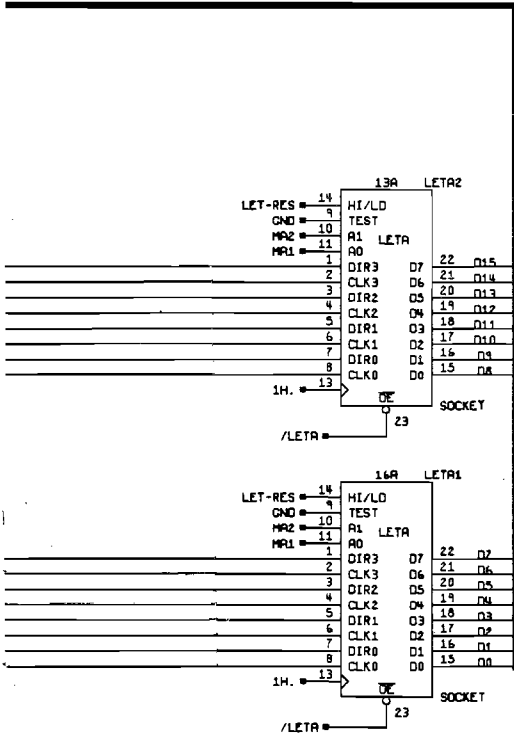 13A LETA2
LET-RES 14 HI/LO
GND 9 TEST
MA2 10 A1 LETA
MA1 11 A0
1 DIR3 D7 22 D15
2 CLK3 D6 21 D14
3 DIR2 D5 20 D13
4 CLK2 D4 19 D12
5 DIR1 D3 18 D11
6 CLK1 D2 17 D10
7 DIR0 D1 16 D9
8 CLK0 D0 15 D8
1H. 13
OE
SOCKET
23
/LETA
16A LETA1
LET-RES 14 HI/LO
GND 9 TEST
MA2 10 A1 LETA
MA1 11 A0
1 DIR3 D7 22 D7
2 CLK3 D6 21 D6
3 DIR2 D5 20 D5
4 CLK2 D4 19 D4
5 DIR1 D3 18 D3
6 CLK1 D2 17 D2
7 DIR0 D1 16 D1
8 CLK0 D0 15 D0
1H. 13
OE
SOCKET
23
/LETA